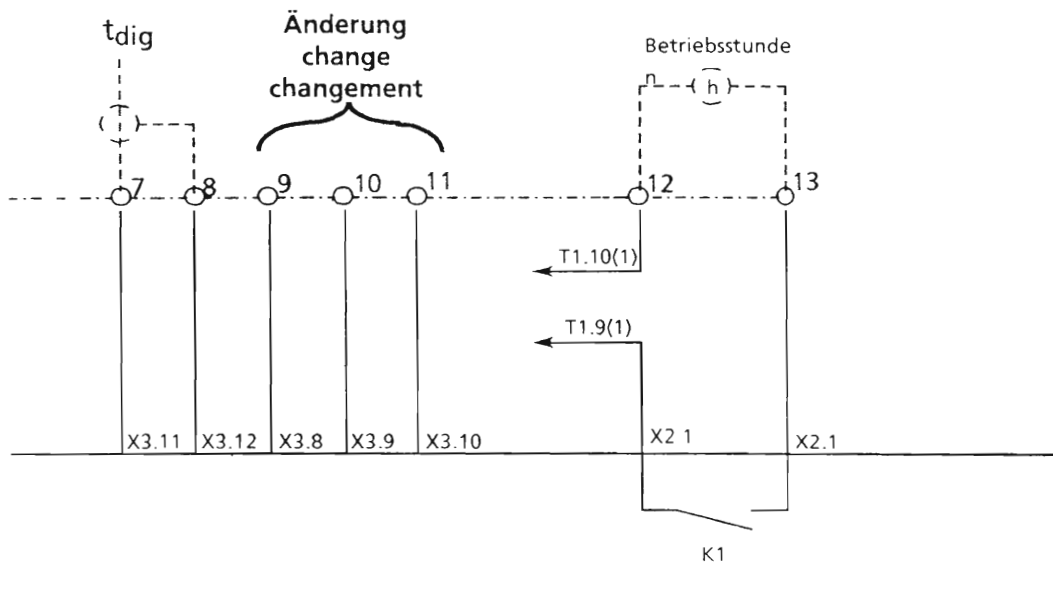 tdig
Änderung
change
changement
Betriebsstunde
n
h
7
8
9
10
11
12
13
T1.10(1)
T1.9(1)
X3.11
X3.12
X3.8
X3.9
X3.10
X2 1
X2.1
K1